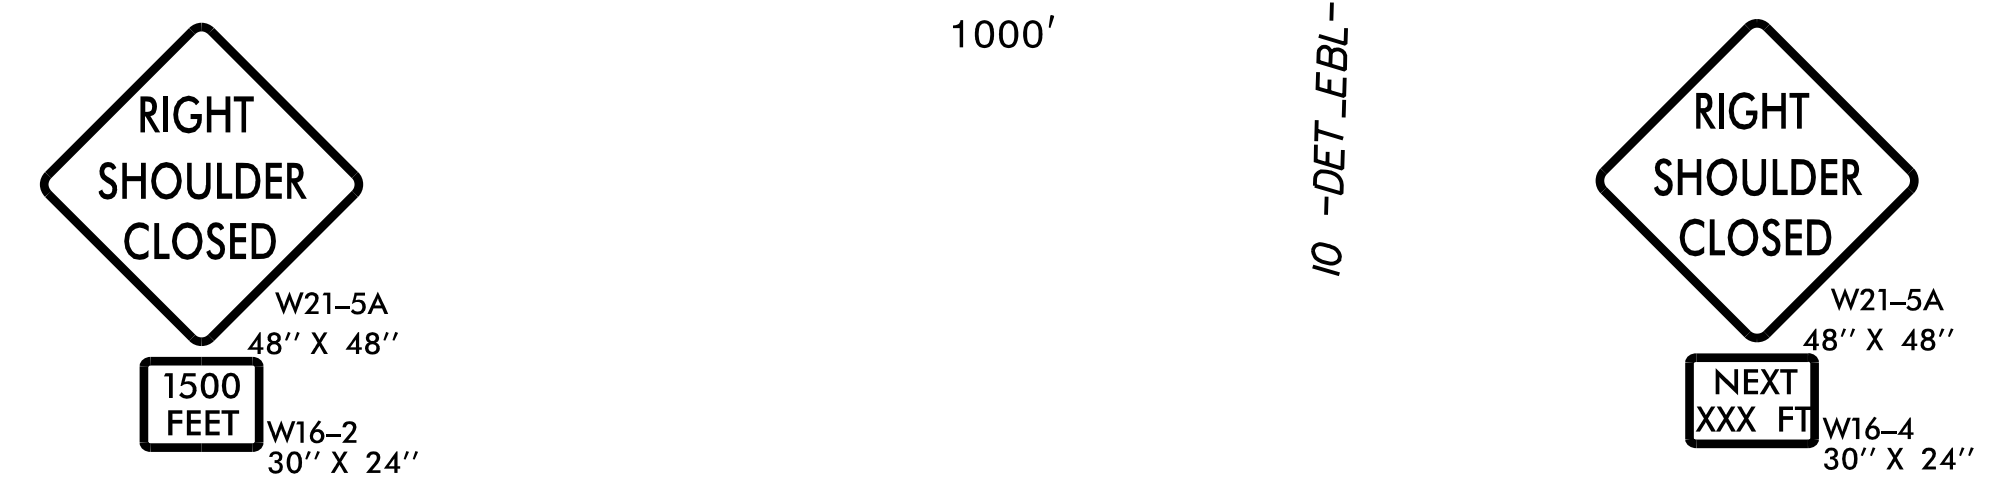 RIGHT
SHOULDER
CLOSED
W21–5A
48’’ X 48’’
1500
FEET
W16–2
30’’ X 24’’
1000’
10 -DET_EBL-
RIGHT
SHOULDER
CLOSED
W21–5A
48’’ X 48’’
NEXT
XXX FT
W16–4
30’’ X 24’’